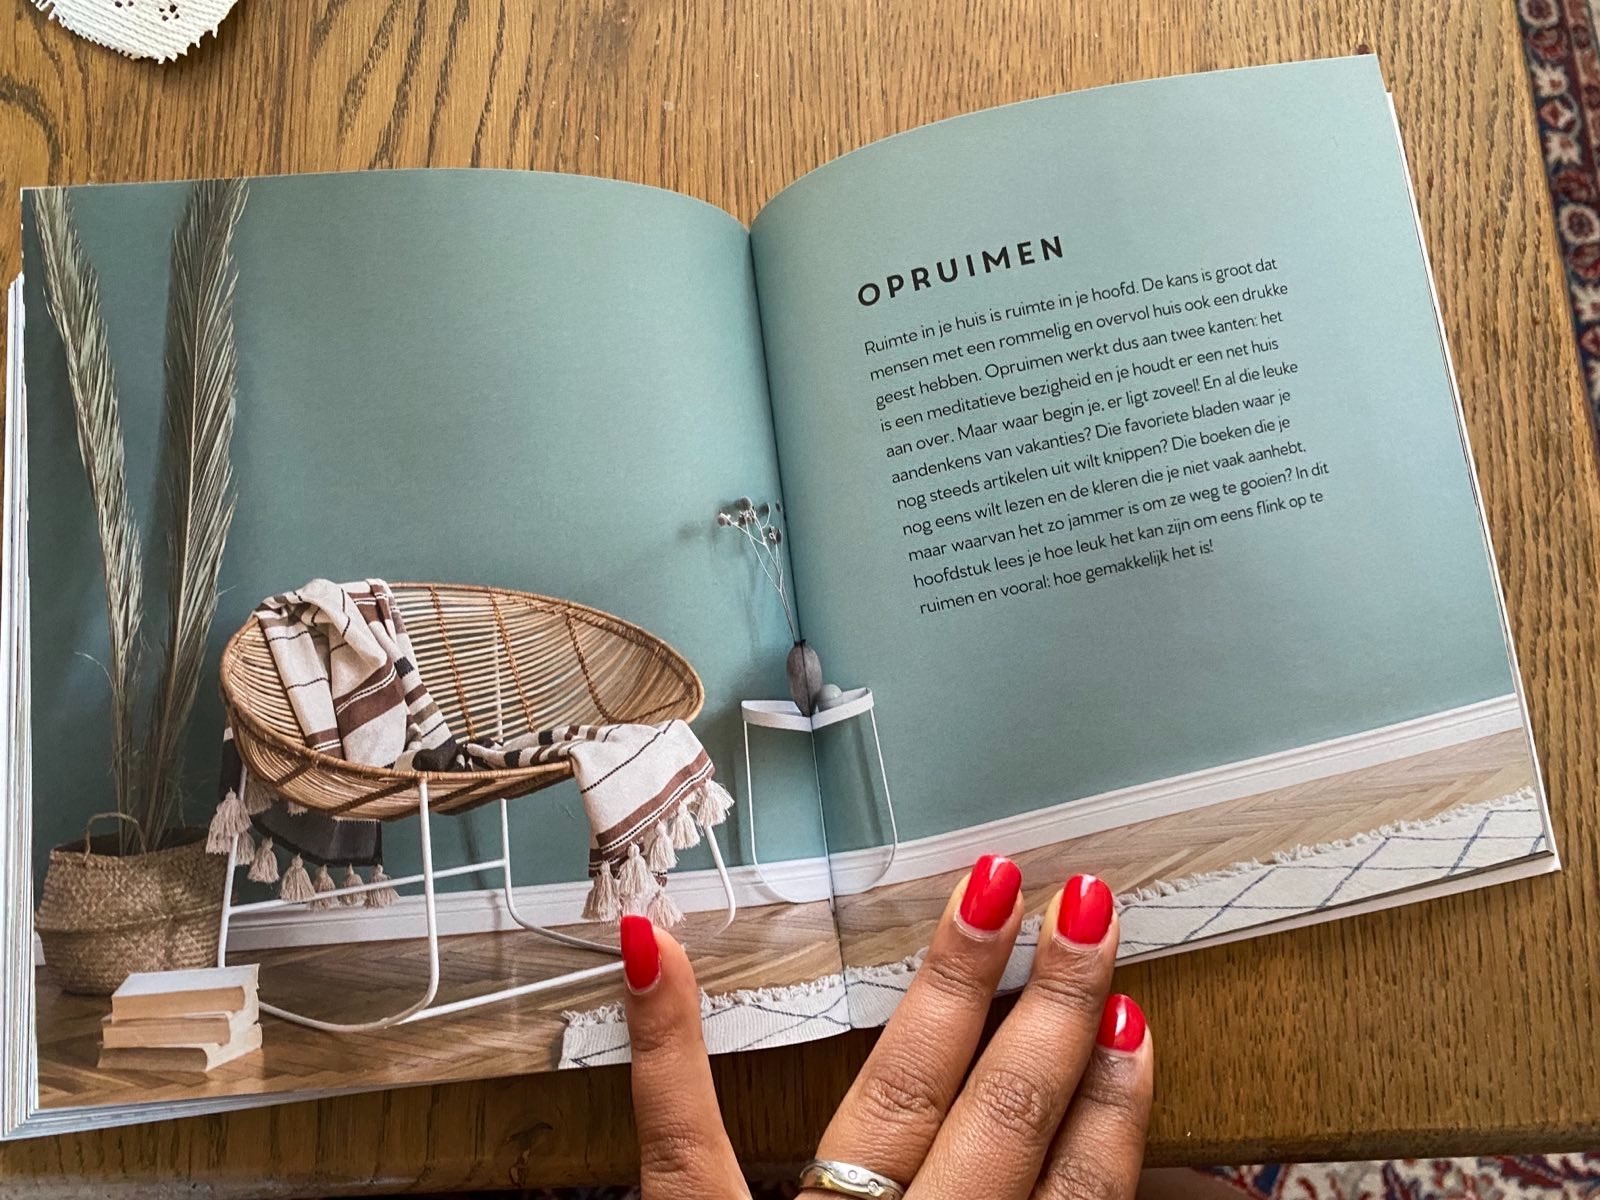 OPRUIMEN
Ruimte in je huis is ruimte in je hoofd. De kans is groot dat
mensen met een rommelig en overvol huis ook een drukke
geest hebben. Opruimen werkt dus aan twee kanten: het
is een meditatieve bezigheid en je houdt er een net huis
aan over. Maar waar begin je, er ligt zoveel! En al die leuke
aandenkens van vakanties? Die favoriete bladen waar je
nog steeds artikelen uit wilt knippen? Die boeken die je
nog eens wilt lezen en de kleren die je niet vaak aanhebt,
maar waarvan het zo jammer is om ze weg te gooien? In dit
hoofdstuk lees je hoe leuk het kan zijn om eens flink op te
ruimen en vooral: hoe gemakkelijk het is!